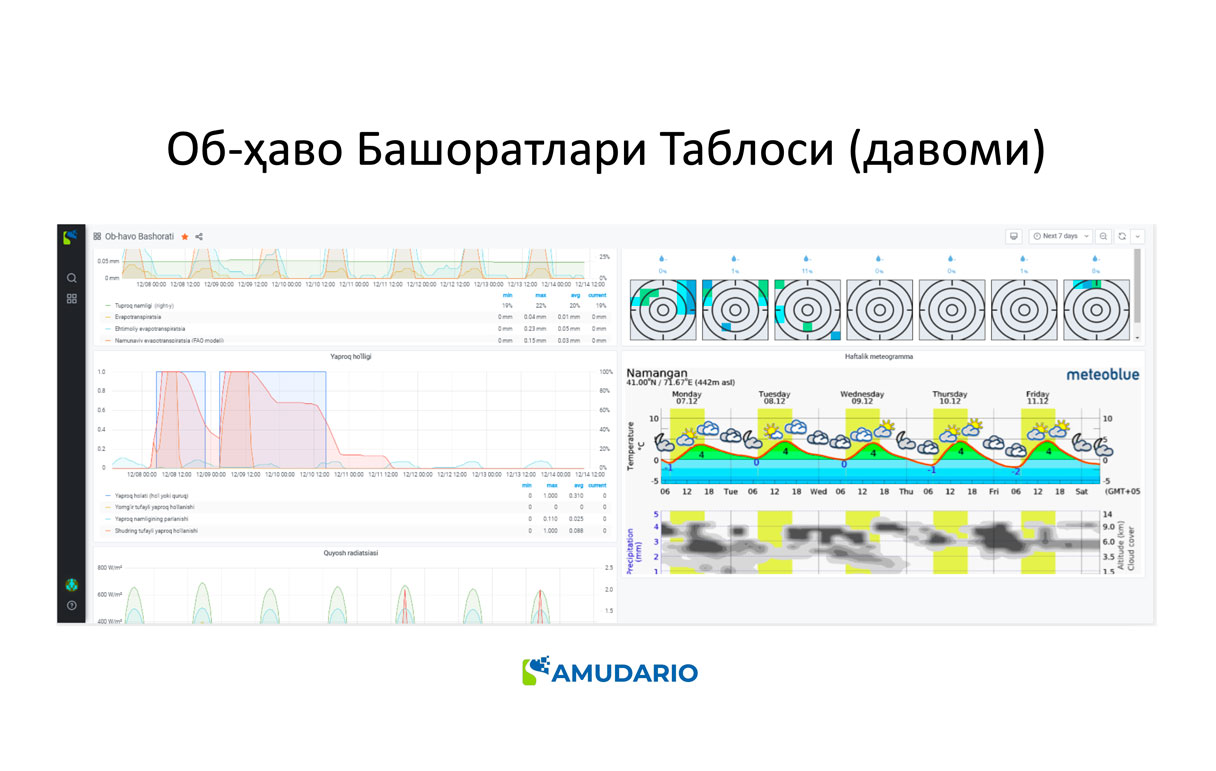 Об-ҳаво Башоратлари Таблоси (давоми)
Ob-havo Bashorati
Next 7 days
0.05 mm
0 mm
25%
0%
12/08 00:00 12/08 12:00 12/09 00:00 12/09 12:00 12/10 00:00 12/10 12:00 12/11 00:00 12/11 12:00 12/12 00:00 12/12 12:00 12/13 00:00 12/13 12:00 12/14 00:00 12/14 12:00
min max avg current
Tuproq namligi (right-y) 19% 22% 20% 19%
Evapotranspiratsia 0 mm 0.04 mm 0.01 mm 0 mm
Ehtimoliy evapotranspiratsia 0 mm 0.23 mm 0.05 mm 0 mm
Namunaviy evapotranspiratsia (FAO modeli) 0 mm 0.15 mm 0.03 mm 0 mm
0% 1% 11% 0% 0% 1% 0%
Yaproq ho'lligi
1.0
0.8
0.6
0.4
0.2
0
100%
80%
60%
40%
20%
0%
12/08 00:00 12/08 12:00 12/09 00:00 12/09 12:00 12/10 00:00 12/10 12:00 12/11 00:00 12/11 12:00 12/12 00:00 12/12 12:00 12/13 00:00 12/13 12:00 12/14 00:00 12/14 12:00
min max avg current
Yaproq holati (ho'l yoki quruq) 0 1.000 0.310 0
Yomg'ir tufayli yaproq ho'llanishi 0 0 0 0
Yaproq namligining parlanishi 0 0.110 0.025 0
Shudring tufayli yaproq ho'llanishi 0 1.000 0.088 0
Quyosh radiatsiasi
800 W/m²
600 W/m²
400 W/m²
2.5
2.0
1.5
Haftalik meteogramma
Namangan
41.00°N / 71.67°E (442m asl)
meteoblue
Monday Tuesday Wednesday Thursday Friday
07.12 08.12 09.12 10.12 11.12
Temperature
°C
10
0
-5
10
0
-5
4 4 4 4 4
-1 0 0 -1 -2
06 12 18 Tue 06 12 18 Wed 06 12 18 Thu 06 12 18 Fri 06 12 18 Sat (GMT+05
Precipitation
(mm)
5
4
3
2
1
14
9.0
6.0
3.5
1.5
Altitude (km)
Cloud cover
AMUDARIO